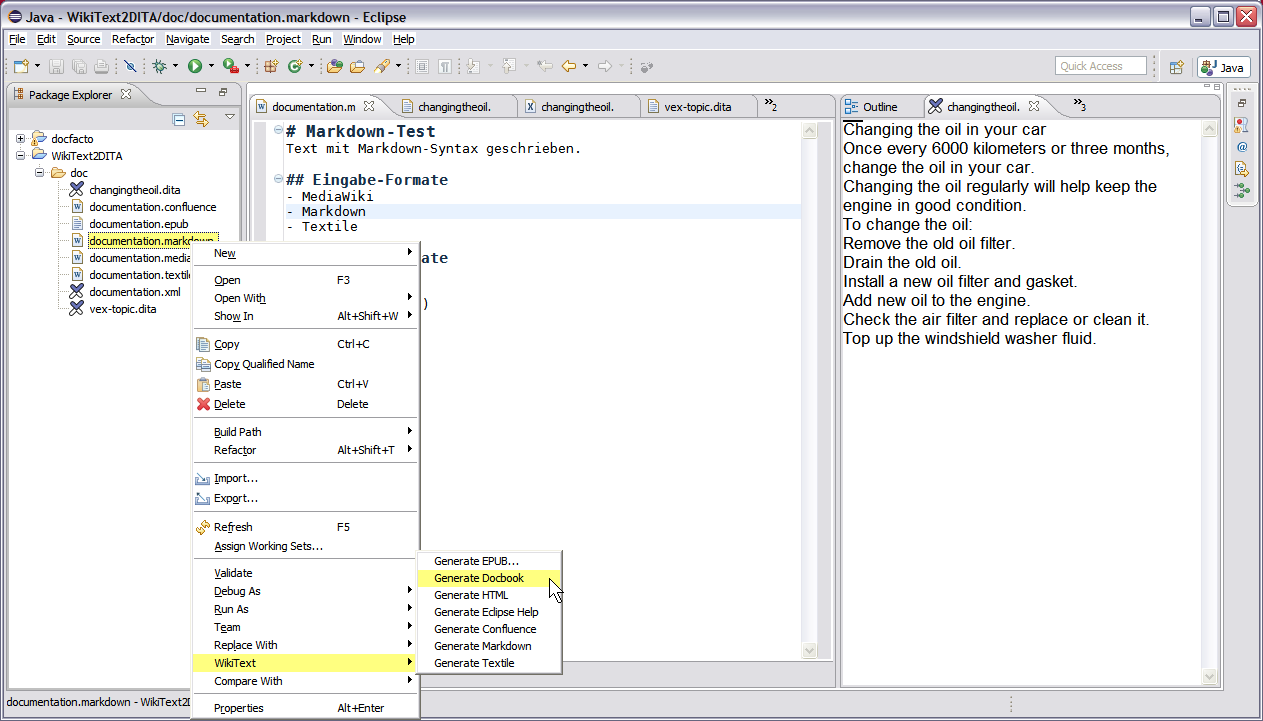 Java - WikiText2DITA/doc/documentation.markdown - Eclipse
File Edit Source Refactor Navigate Search Project Run Window Help
Quick Access
Java
Package Explorer
docfacto
WikiText2DITA
doc
changingtheoil.dita
documentation.confluence
documentation.epub
documentation.markdown
documentation.media
documentation.textile
documentation.xml
vex-topic.dita
documentation.m
changingtheoil.
changingtheoil.
vex-topic.dita
»2
# Markdown-Test
Text mit Markdown-Syntax geschrieben.
## Eingabe-Formate
- MediaWiki
- Markdown
- Textile
ate
)
New
Open F3
Open With
Show In Alt+Shift+W
Copy Ctrl+C
Copy Qualified Name
Paste Ctrl+V
Delete Delete
Build Path
Refactor Alt+Shift+T
Import...
Export...
Refresh F5
Assign Working Sets...
Validate
Debug As
Run As
Team
Replace With
WikiText
Compare With
Properties Alt+Enter
Generate EPUB...
Generate Docbook
Generate HTML
Generate Eclipse Help
Generate Confluence
Generate Markdown
Generate Textile
Outline
changingtheoil.
»3
Changing the oil in your car
Once every 6000 kilometers or three months,
change the oil in your car.
Changing the oil regularly will help keep the
engine in good condition.
To change the oil:
Remove the old oil filter.
Drain the old oil.
Install a new oil filter and gasket.
Add new oil to the engine.
Check the air filter and replace or clean it.
Top up the windshield washer fluid.
documentation.markdown - WikiText2DI